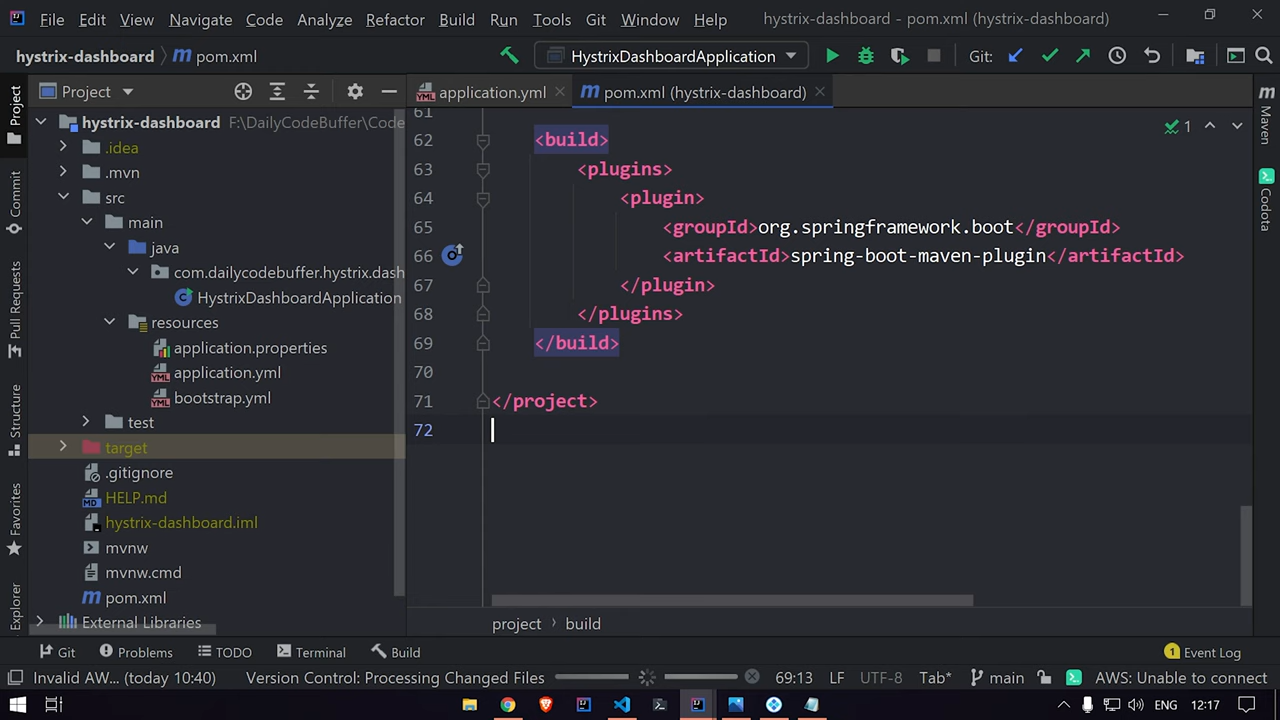 File Edit View Navigate Code Analyze Refactor Build Run Tools Git Window Help hystrix-dashboard - pom.xml (hystrix-dashboard)
hystrix-dashboard pom.xml HystrixDashboardApplication Git:
Project
application.yml
pom.xml (hystrix-dashboard)
hystrix-dashboard F:\DailyCodeBuffer\Code
.idea
.mvn
src
main
java
com.dailycodebuffer.hystrix.dash
HystrixDashboardApplication
resources
application.properties
application.yml
bootstrap.yml
test
target
.gitignore
HELP.md
hystrix-dashboard.iml
mvnw
mvnw.cmd
pom.xml
External Libraries
Project
Commit
Pull Requests
Structure
Favorites
Explorer
61
62 <build>
63 <plugins>
64 <plugin>
65 <groupId>org.springframework.boot</groupId>
66 <artifactId>spring-boot-maven-plugin</artifactId>
67 </plugin>
68 </plugins>
69 </build>
70
71 </project>
72
1
Maven
Codota
project build
Git Problems TODO Terminal Build 1 Event Log
Invalid AW... (today 10:40) Version Control: Processing Changed Files 69:13 LF UTF-8 Tab* main AWS: Unable to connect
ENG 12:17